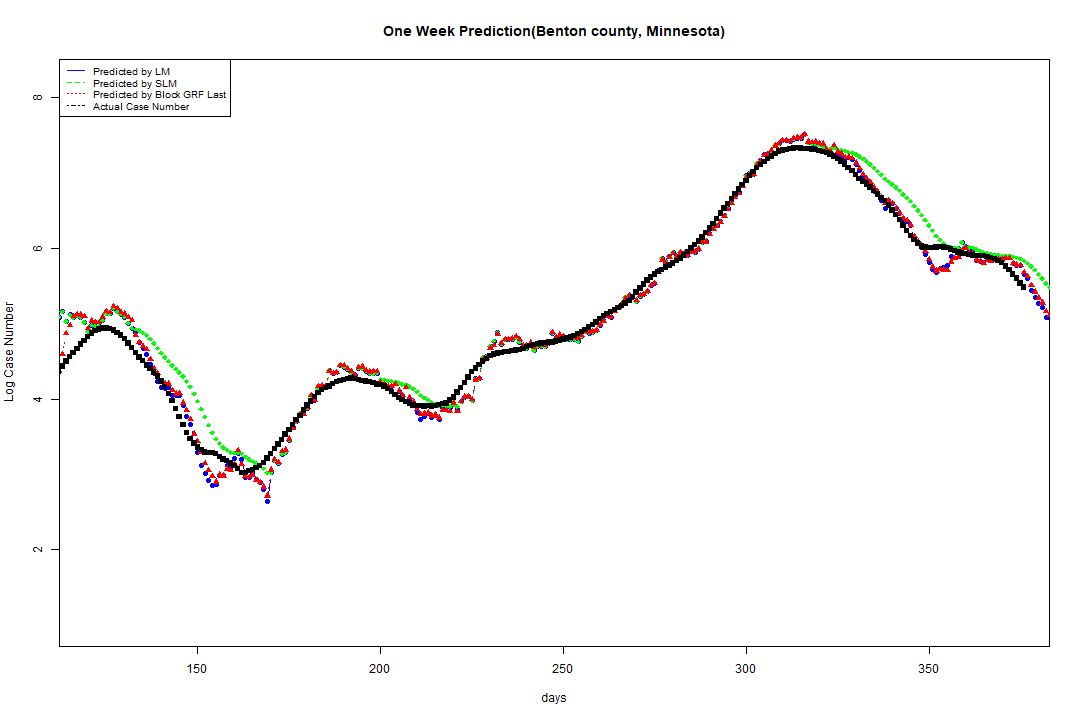 One Week Prediction(Benton county, Minnesota)
Predicted by LM
Predicted by SLM
Predicted by Block GRF Last
Actual Case Number
8
6
4
2
Log Case Number
150 200 250 300 350
days